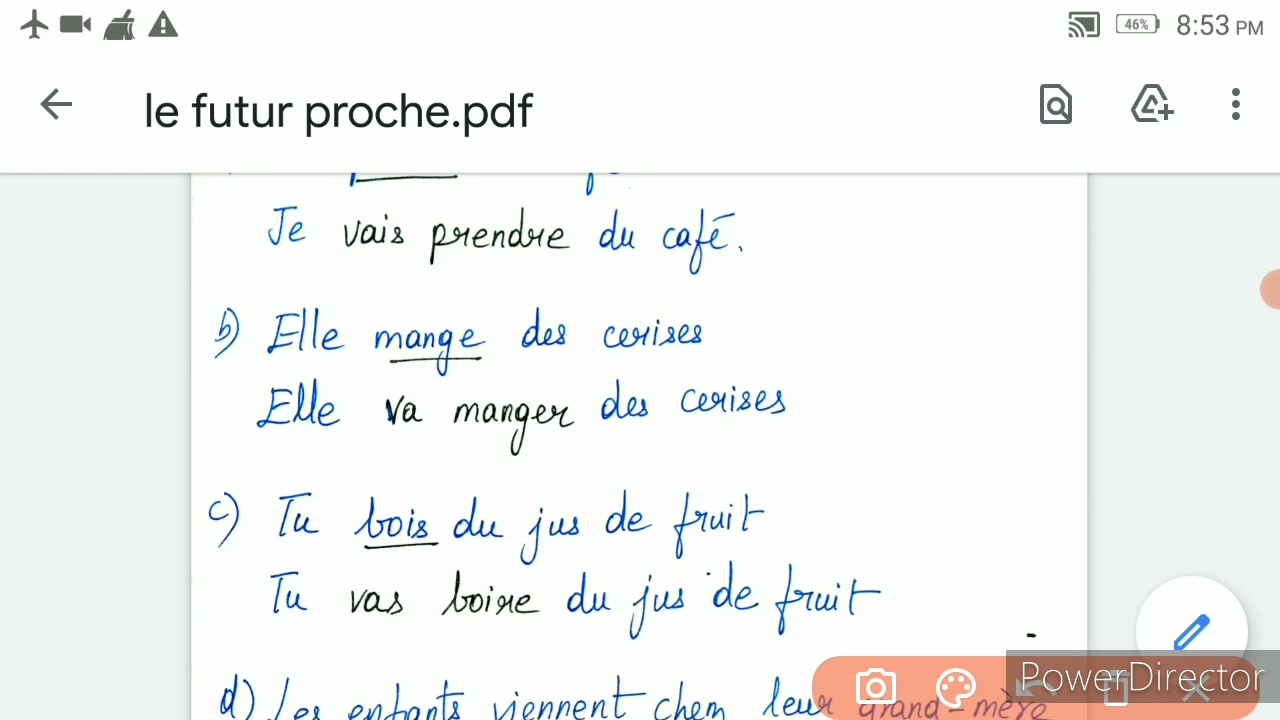 46% 8:53 PM
le futur proche.pdf
Je vais prendre du café.
b) Elle mange des cerises
Elle va manger des cerises
c) Tu bois du jus de fruit
Tu vas boire du jus de fruit
d) Les enfants viennent chem leur grand-mère
PowerDirector